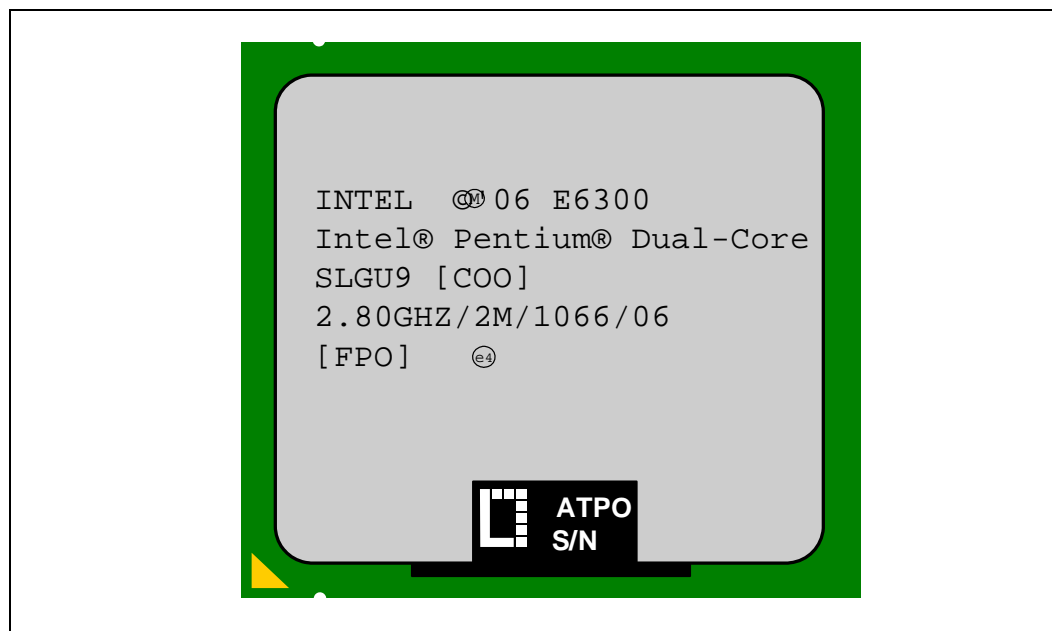 INTEL ©Ⓜ'06 E6300
Intel® Pentium® Dual-Core
SLGU9 [COO]
2.80GHZ/2M/1066/06
[FPO] e4
ATPO
S/N